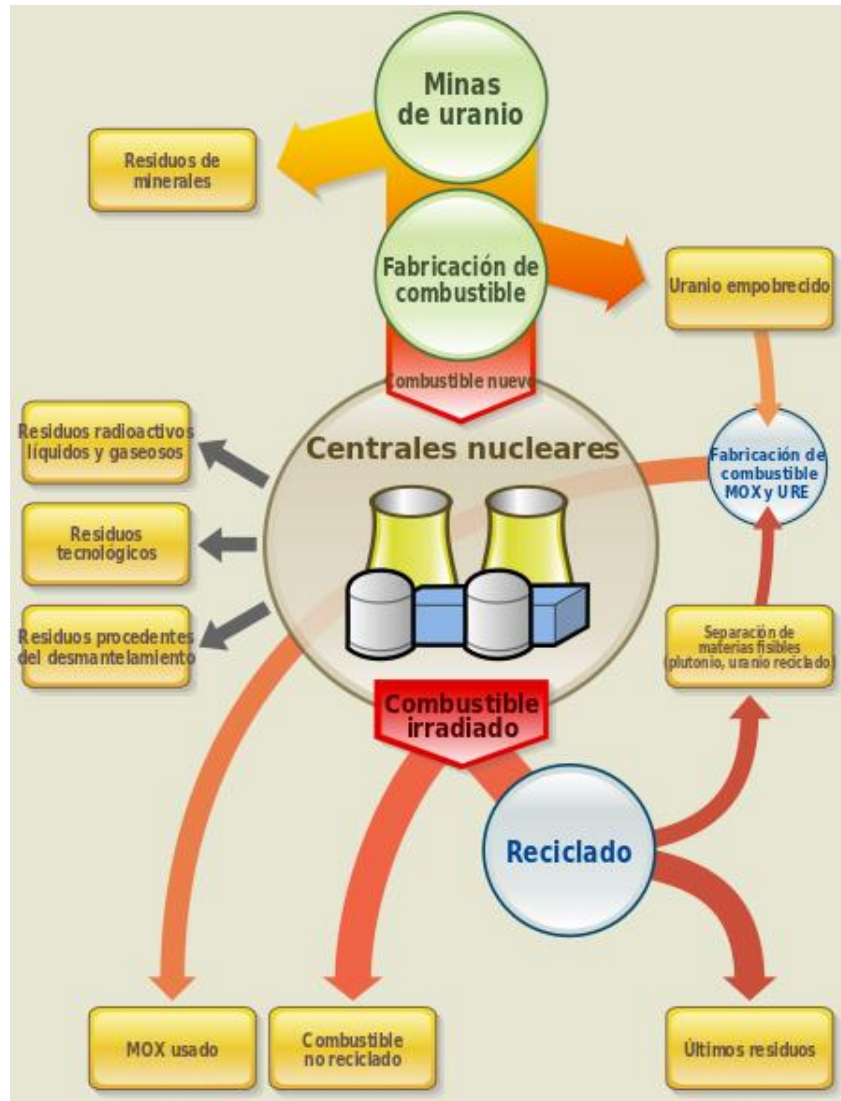 Minas
de uranio
Residuos de
minerales
Fabricación de
combustible
Uranio empobrecido
Combustible nuevo
Residuos radioactivos
líquidos y gaseosos
Centrales nucleares
Fabricación de
combustible
MOX y URE
Residuos
tecnológicos
Residuos procedentes
del desmantelamiento
Separación de
materias fisibles
(plutonio, uranio reciclado)
Combustible
irradiado
Reciclado
MOX usado
Combustible
no reciclado
Últimos residuos